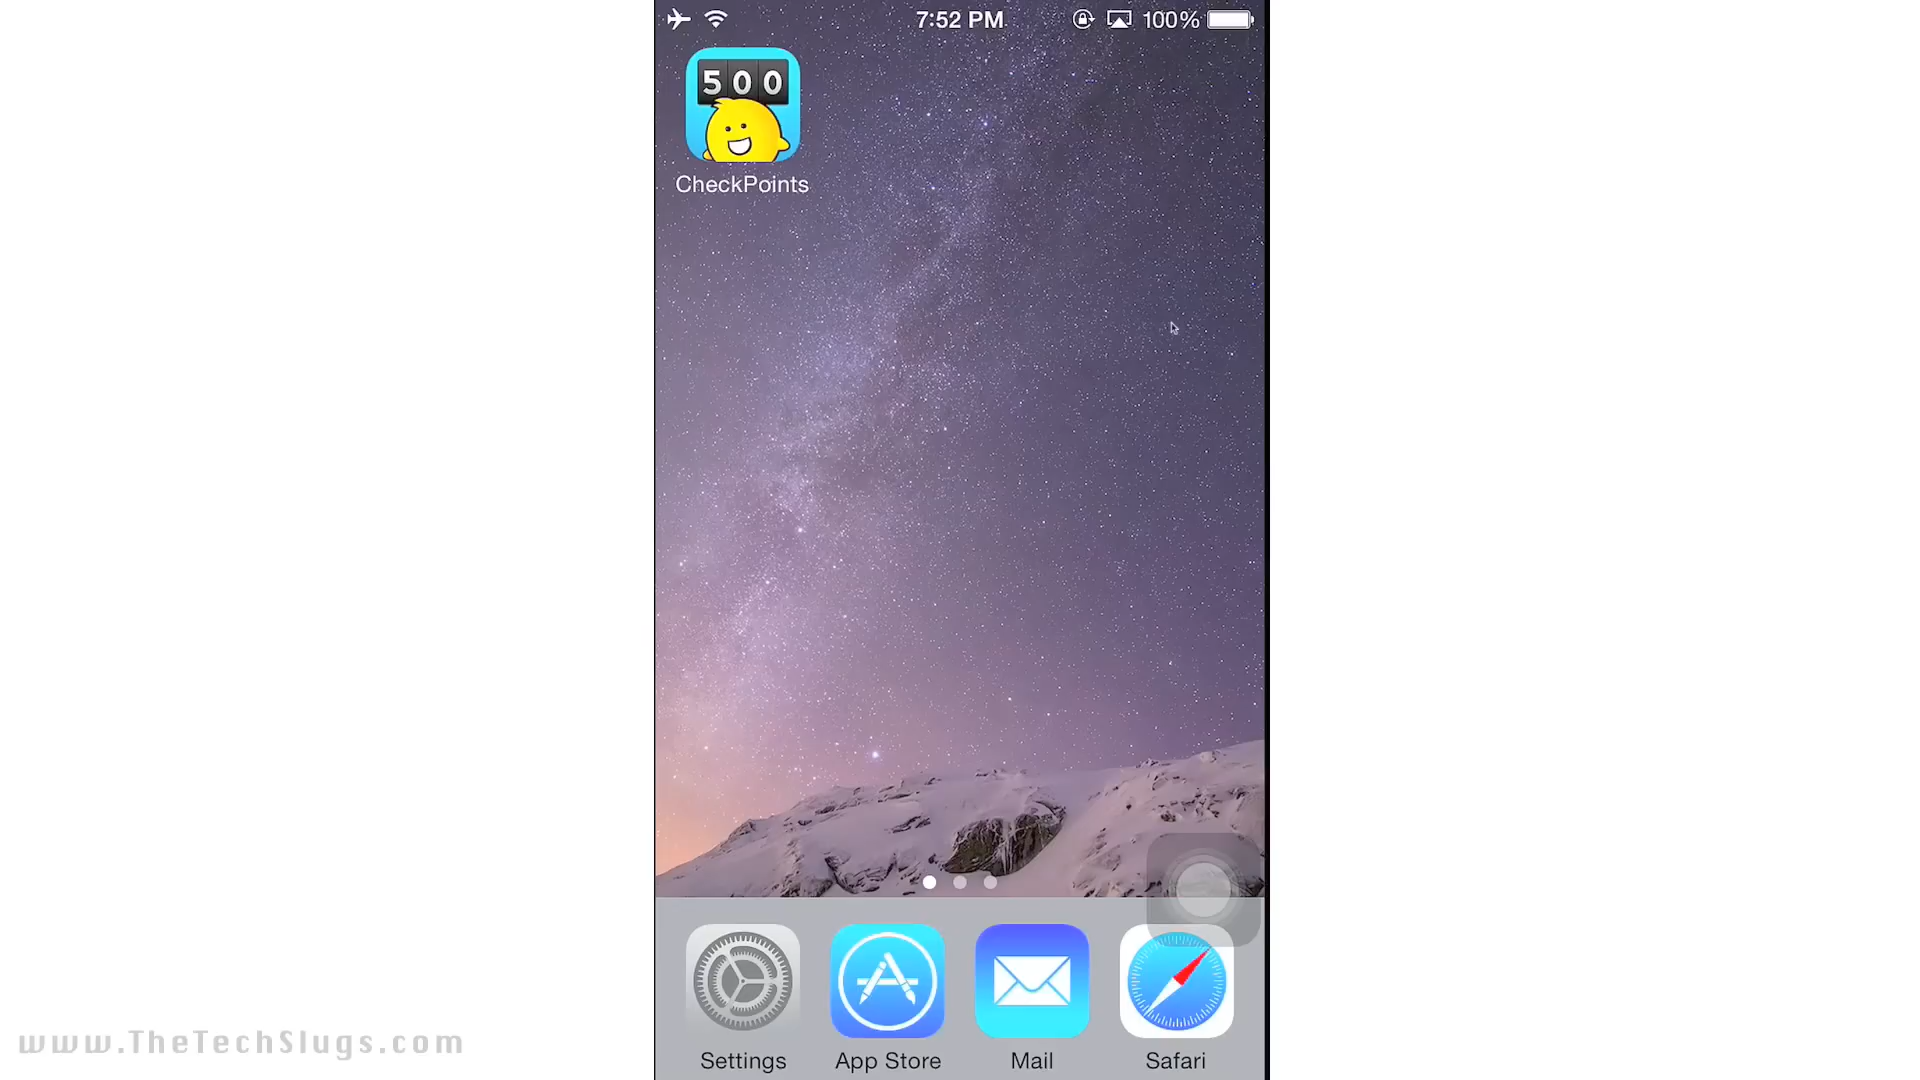 7:52 PM
100%
500
CheckPoints
Settings
App Store
Mail
Safari
www.TheTechSlugs.com